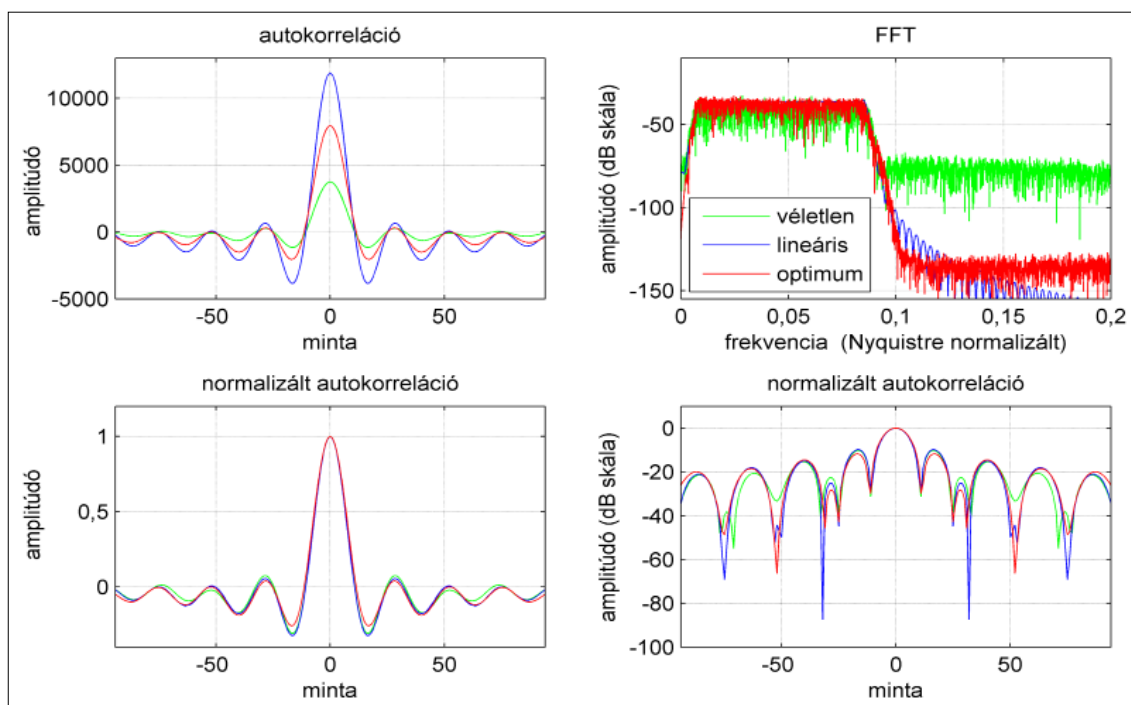 autokorreláció
amplitúdó
10000
5000
0
-5000
-50
0
50
minta
FFT
amplitúdó (dB skála)
-50
-100
-150
véletlen
lineáris
optimum
0
0,05
0,1
0,15
0,2
frekvencia (Nyquistre normalizált)
normalizált autokorreláció
amplitúdó
1
0,5
0
-50
0
50
minta
normalizált autokorreláció
amplitúdó (dB skála)
0
-20
-40
-60
-80
-100
-50
0
50
minta